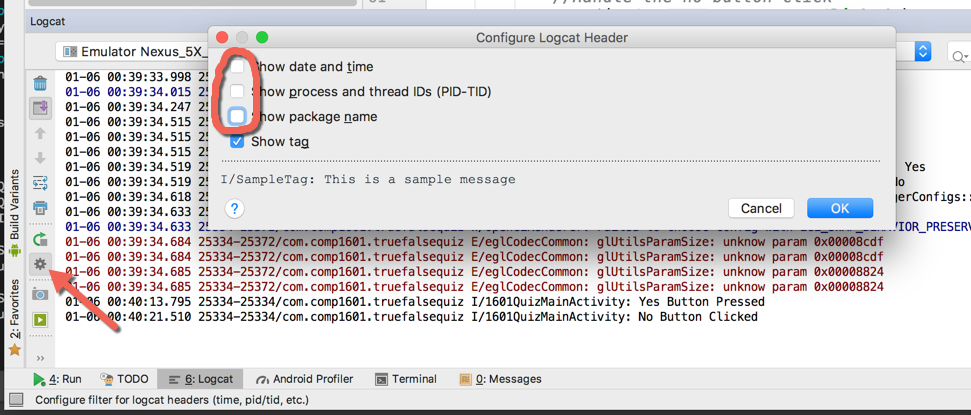 //Handle the no button click
Logcat
Emulator Nexus_5X_
Configure Logcat Header
Show date and time
Show process and thread IDs (PID-TID)
Show package name
Show tag
I/SampleTag: This is a sample message
?
Cancel
OK
01-06 00:39:33.998 25
01-06 00:39:34.015 25
01-06 00:39:34.247 25
01-06 00:39:34.515 25
01-06 00:39:34.515 25
01-06 00:39:34.515 25
01-06 00:39:34.519 25 Yes
01-06 00:39:34.519 25
01-06 00:39:34.618 25 gerConfigs::
01-06 00:39:34.633 25
01-06 00:39:34.633
01-06 00:39:34.684 25334-25372/com.comp1601.truefalsequiz E/eglCodecCommon: glUtilsParamSize: unknow param 0x00008cdf
01-06 00:39:34.684 25334-25372/com.comp1601.truefalsequiz E/eglCodecCommon: glUtilsParamSize: unknow param 0x00008cdf
01-06 00:39:34.685 25334-25372/com.comp1601.truefalsequiz E/eglCodecCommon: glUtilsParamSize: unknow param 0x00008824
01-06 00:39:34.685 25334-25372/com.comp1601.truefalsequiz E/eglCodecCommon: glUtilsParamSize: unknow param 0x00008824
01-06 00:40:13.795 25334-25334/com.comp1601.truefalsequiz I/1601QuizMainActivity: Yes Button Pressed
01-06 00:40:21.510 25334-25334/com.comp1601.truefalsequiz I/1601QuizMainActivity: No Button Clicked
Build Variants
2: Favorites
4: Run TODO 6: Logcat Android Profiler Terminal 0: Messages
Configure filter for logcat headers (time, pid/tid, etc.)